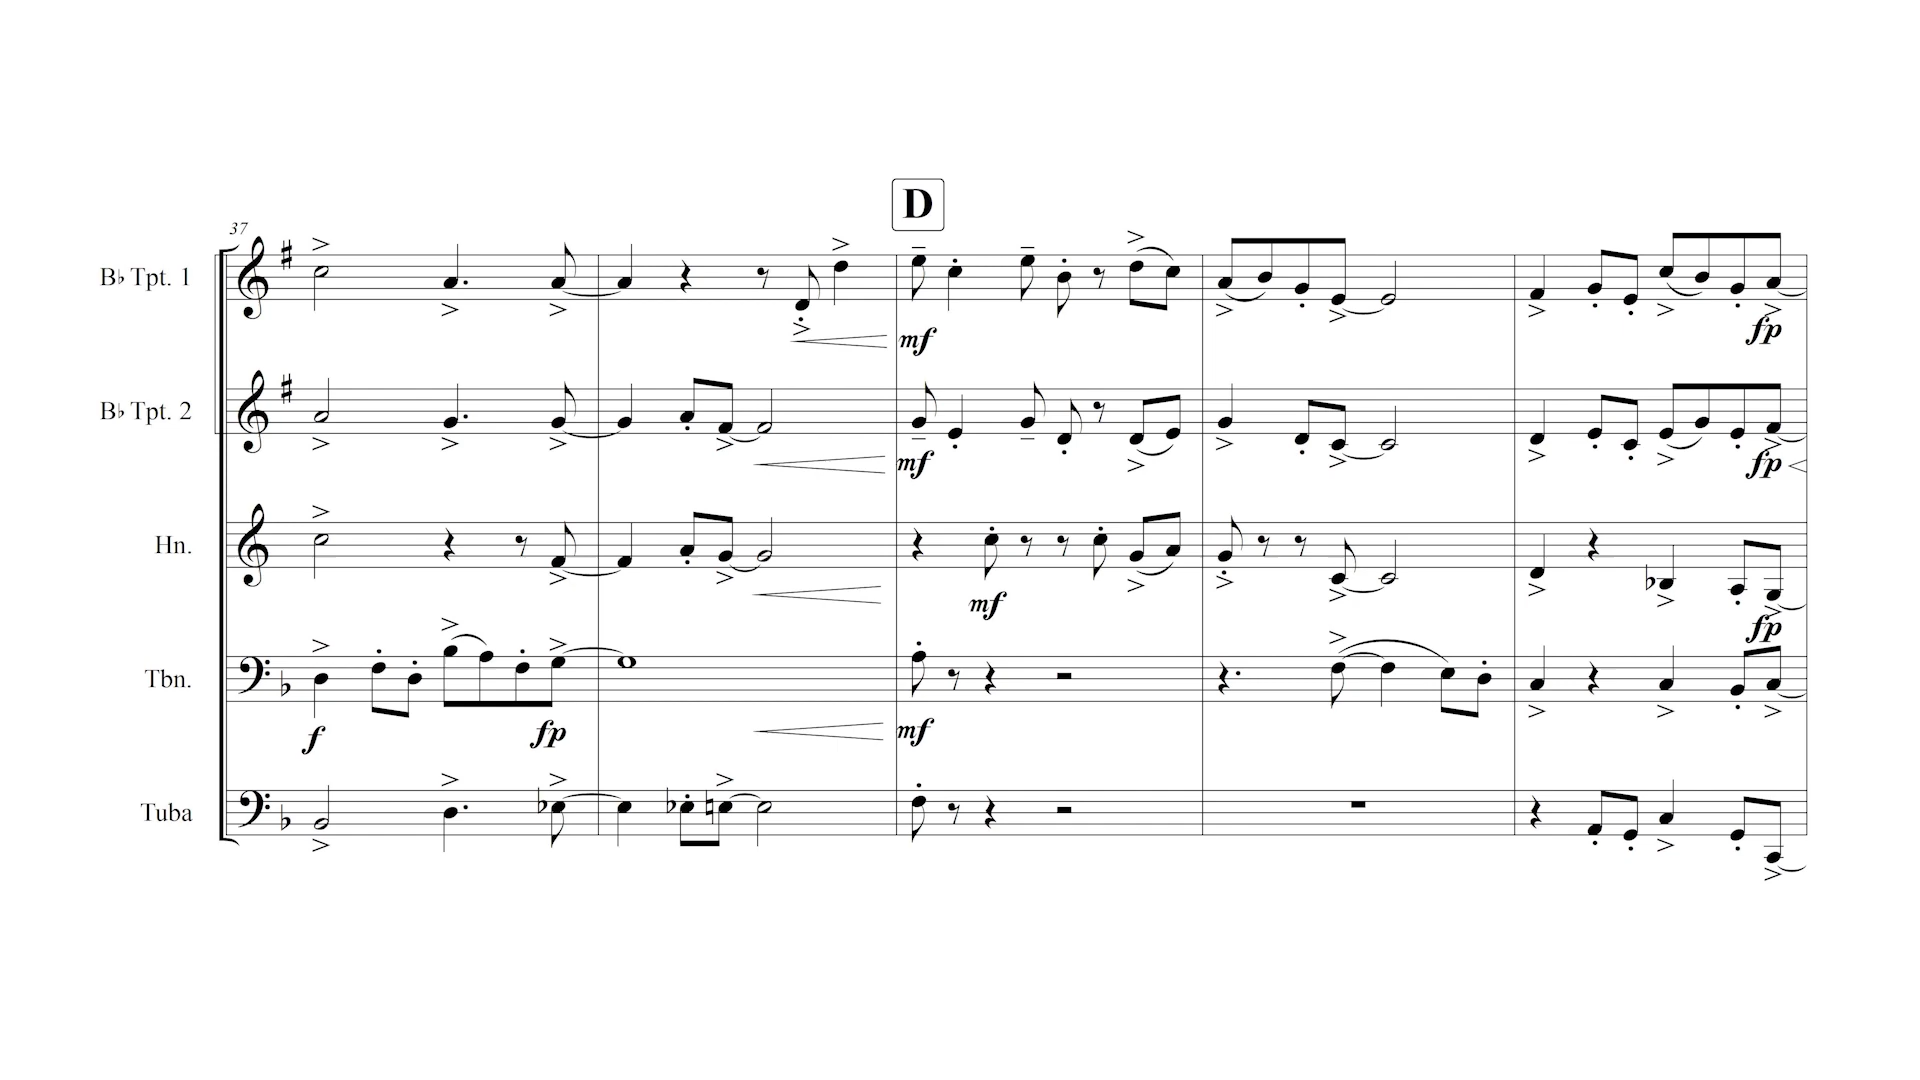 D
37
B♭ Tpt. 1
mf
fp
B♭ Tpt. 2
mf
fp
Hn.
mf
fp
Tbn.
f
fp
mf
Tuba